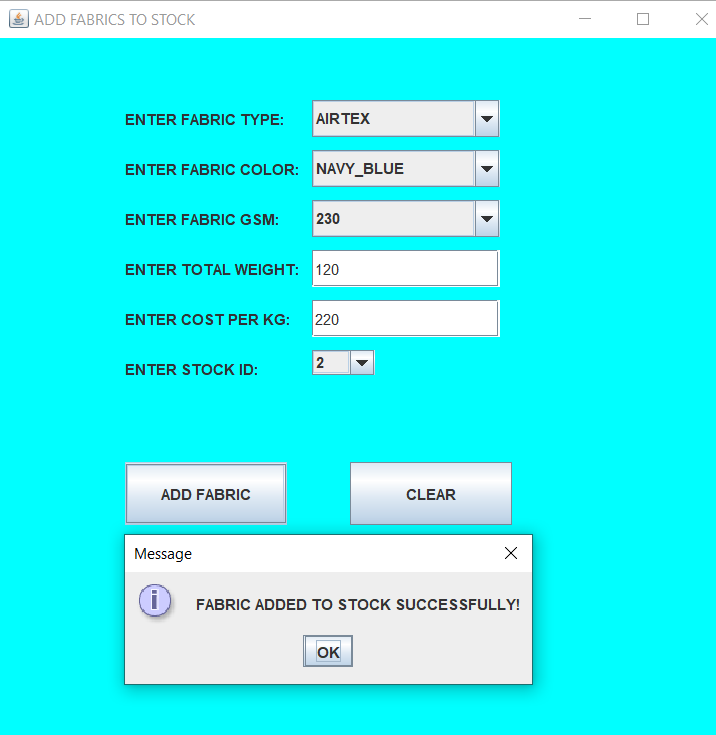 ADD FABRICS TO STOCK
ENTER FABRIC TYPE: AIRTEX
ENTER FABRIC COLOR: NAVY_BLUE
ENTER FABRIC GSM: 230
ENTER TOTAL WEIGHT: 120
ENTER COST PER KG: 220
ENTER STOCK ID: 2
ADD FABRIC CLEAR
Message
FABRIC ADDED TO STOCK SUCCESSFULLY!
OK